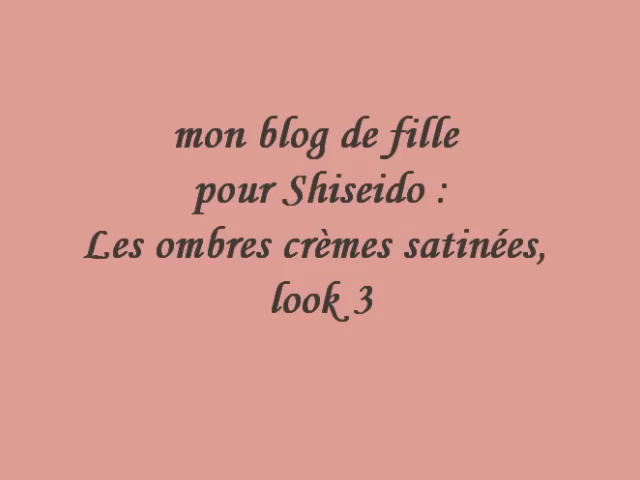 mon blog de fille
pour Shiseido :
Les ombres crèmes satinées,
look 3